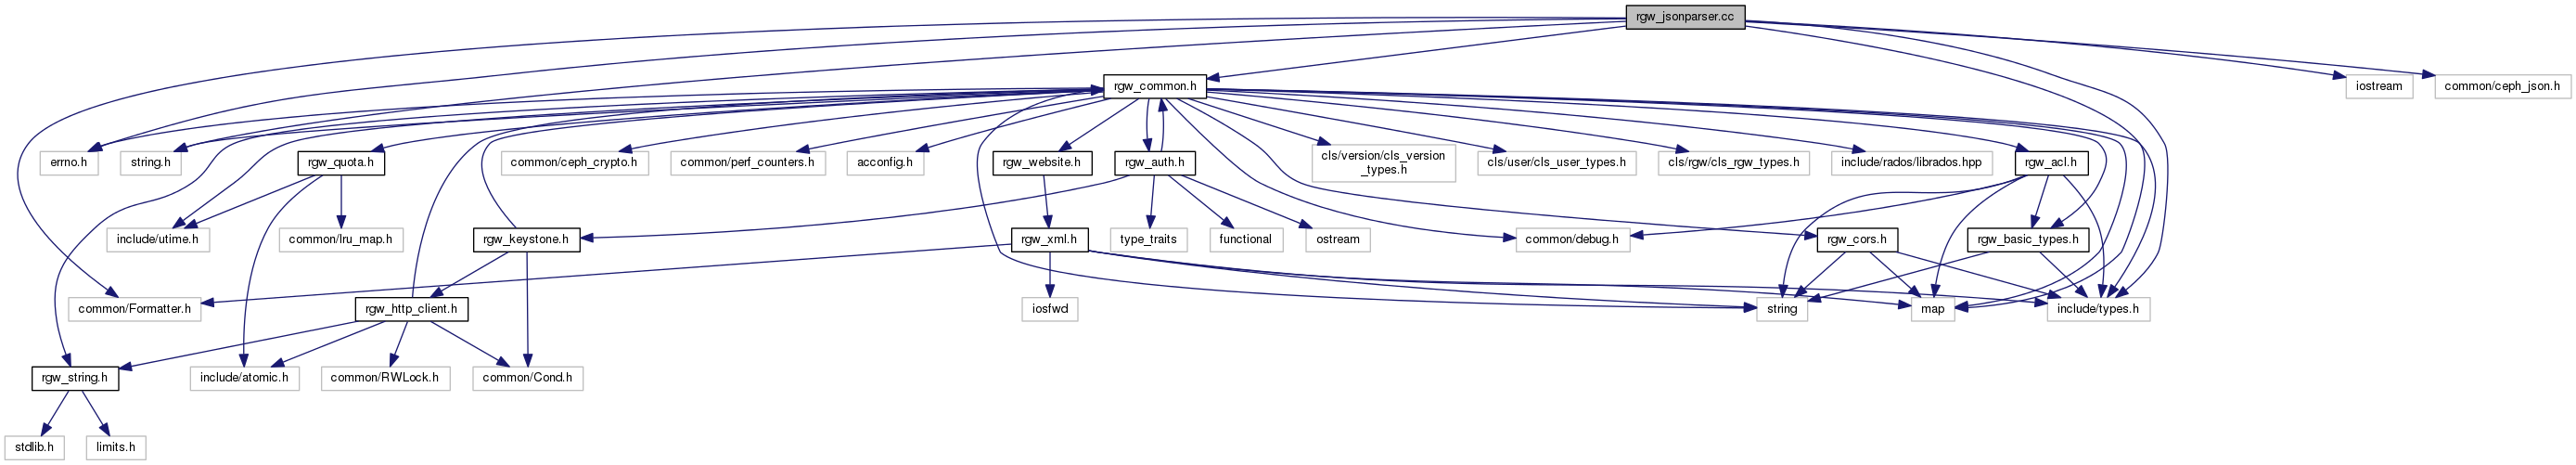 rgw_jsonparser.cc
rgw_common.h
iostream
common/ceph_json.h
errno.h
string.h
rgw_quota.h
common/ceph_crypto.h
common/perf_counters.h
acconfig.h
rgw_website.h
rgw_auth.h
cls/version/cls_version
_types.h
cls/user/cls_user_types.h
cls/rgw/cls_rgw_types.h
include/rados/librados.hpp
rgw_acl.h
include/utime.h
common/lru_map.h
rgw_keystone.h
rgw_xml.h
type_traits
functional
ostream
common/debug.h
rgw_cors.h
rgw_basic_types.h
common/Formatter.h
rgw_http_client.h
iosfwd
string
map
include/types.h
rgw_string.h
include/atomic.h
common/RWLock.h
common/Cond.h
stdlib.h
limits.h